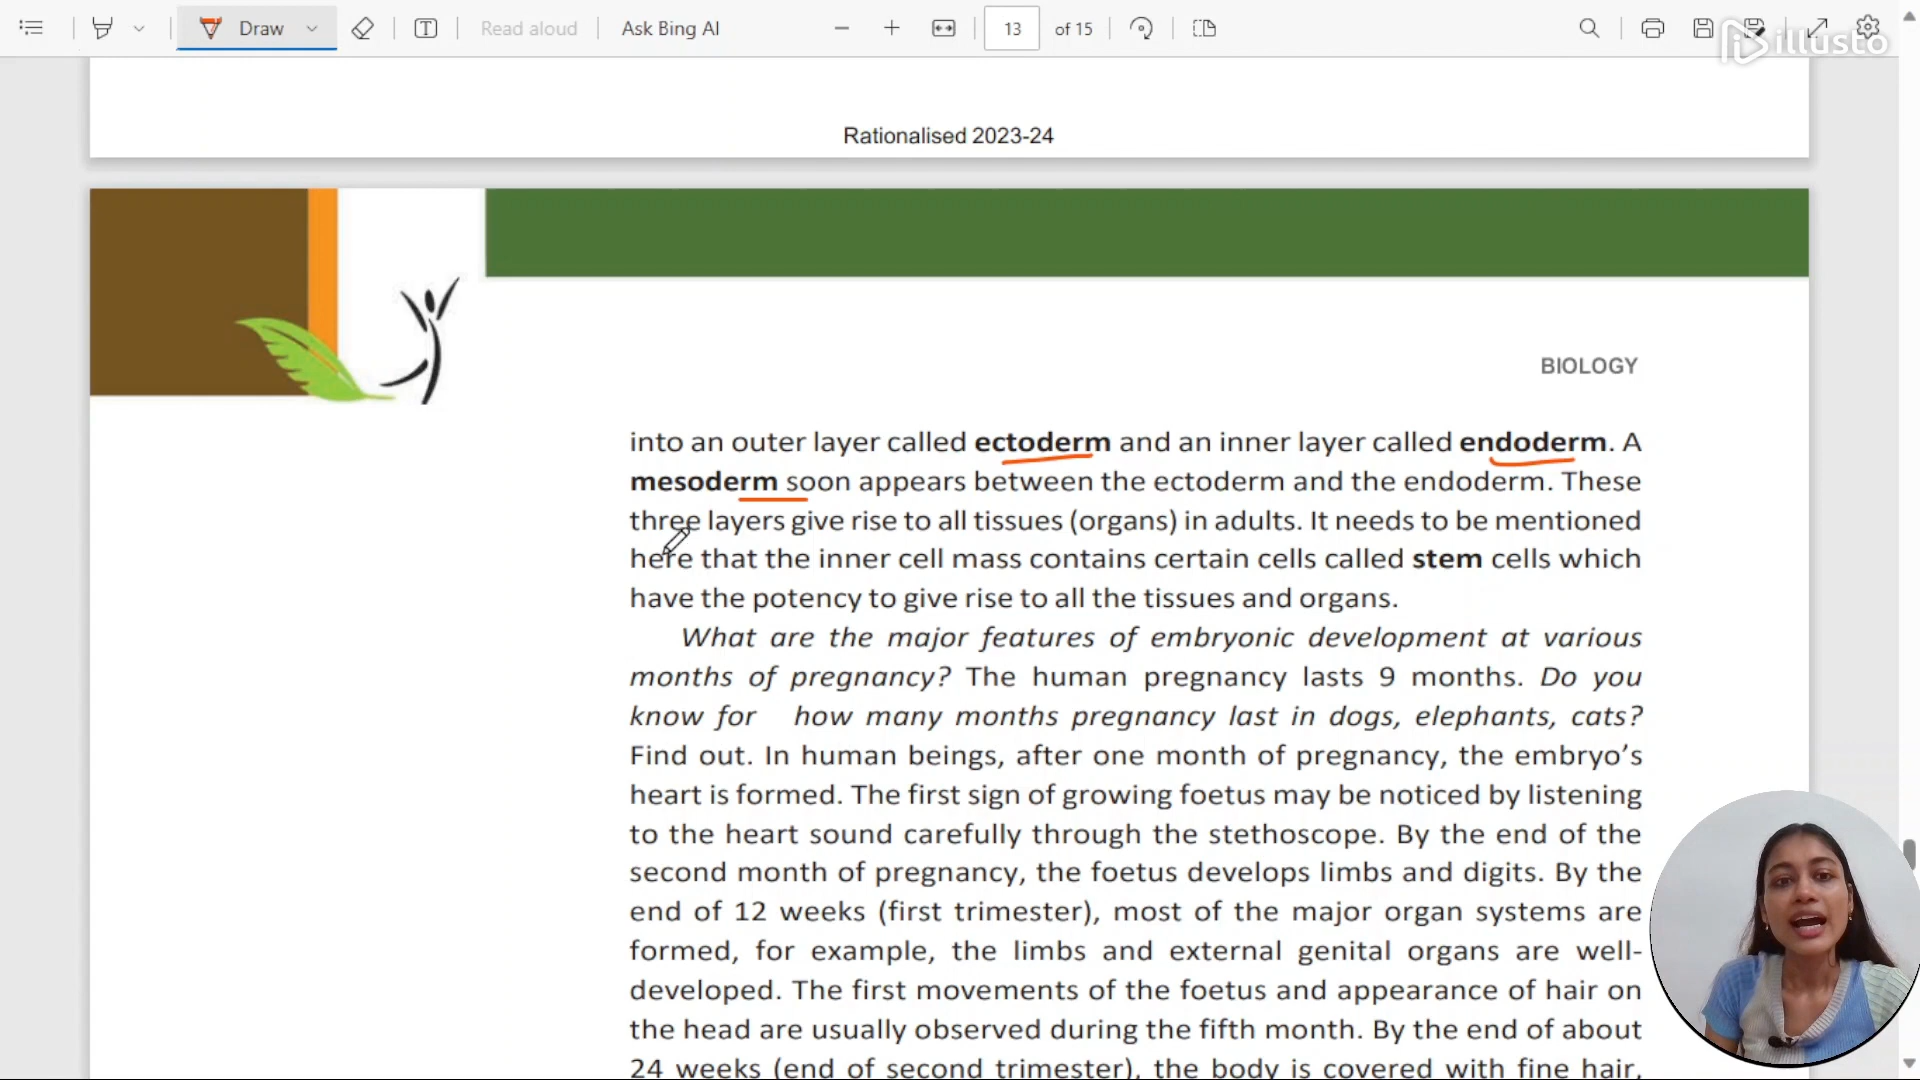 Draw
Read aloud
Ask Bing AI
13 of 15
illusto
Rationalised 2023-24
BIOLOGY
into an outer layer called ectoderm and an inner layer called endoderm. A
mesoderm soon appears between the ectoderm and the endoderm. These
three layers give rise to all tissues (organs) in adults. It needs to be mentioned
here that the inner cell mass contains certain cells called stem cells which
have the potency to give rise to all the tissues and organs.
What are the major features of embryonic development at various
months of pregnancy? The human pregnancy lasts 9 months. Do you
know for how many months pregnancy last in dogs, elephants, cats?
Find out. In human beings, after one month of pregnancy, the embryo’s
heart is formed. The first sign of growing foetus may be noticed by listening
to the heart sound carefully through the stethoscope. By the end of the
second month of pregnancy, the foetus develops limbs and digits. By the
end of 12 weeks (first trimester), most of the major organ systems are
formed, for example, the limbs and external genital organs are well-
developed. The first movements of the foetus and appearance of hair on
the head are usually observed during the fifth month. By the end of about
24 weeks (end of second trimester), the body is covered with fine hair,